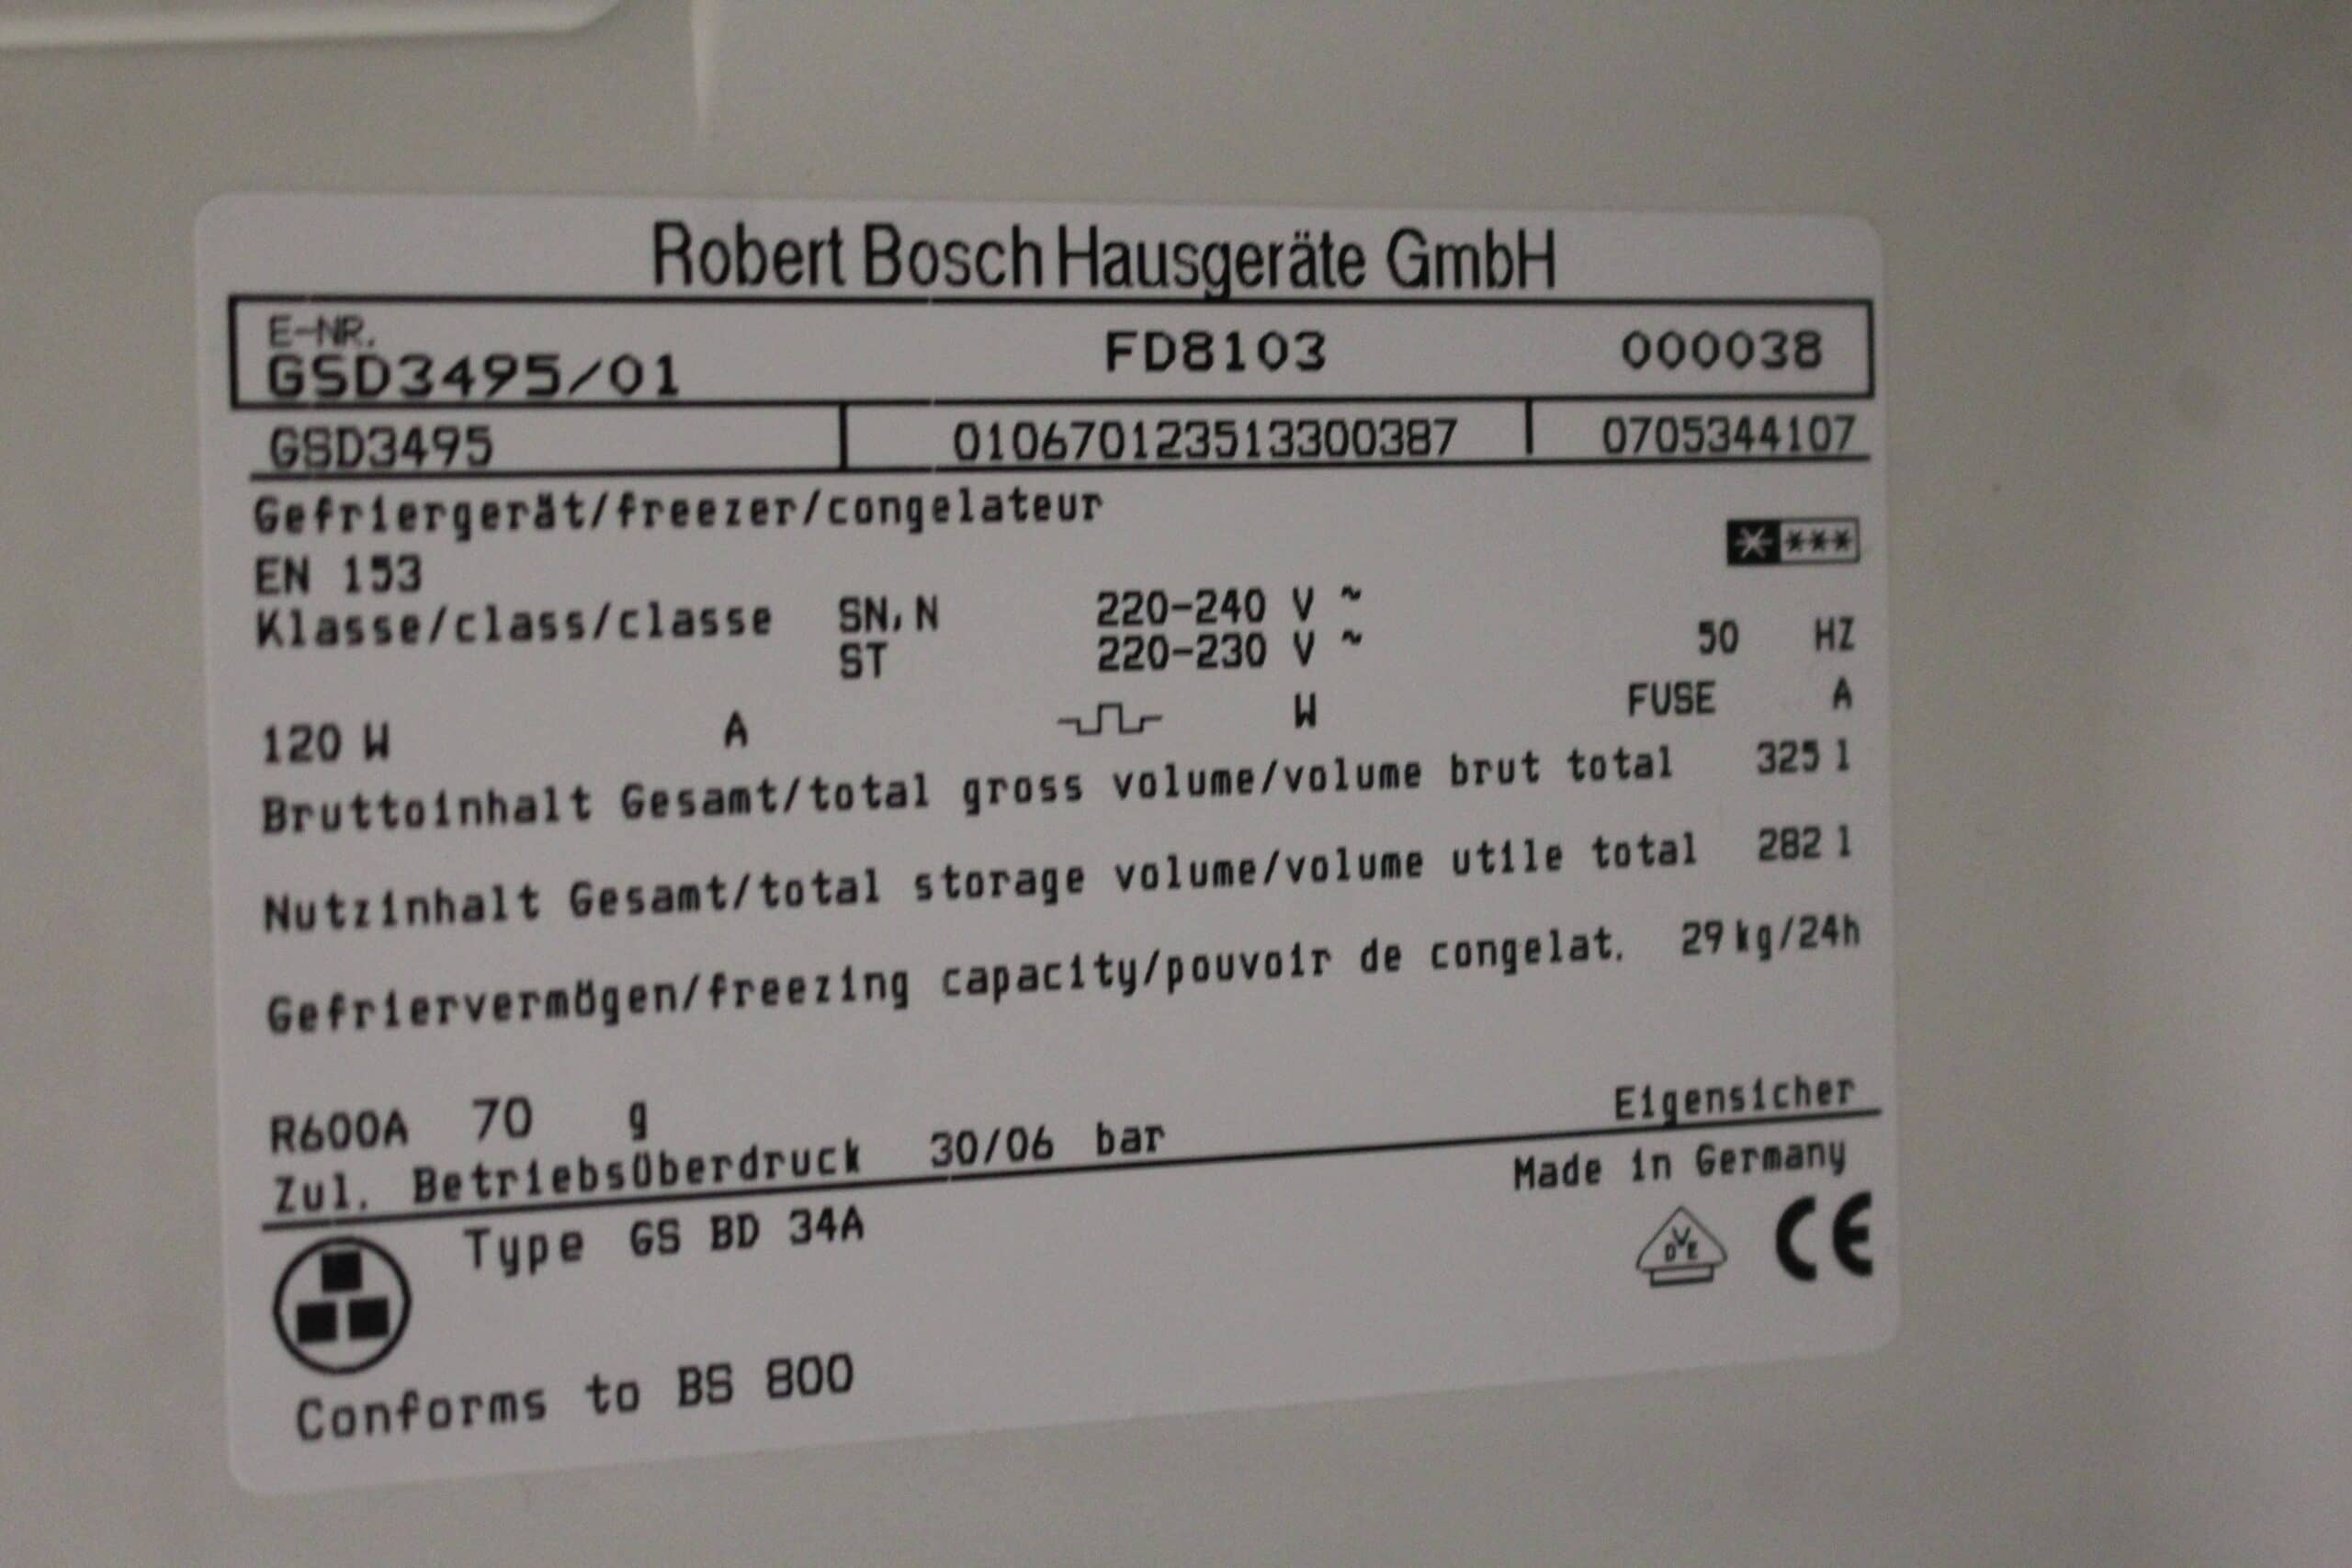 Robert Bosch Hausgeräte GmbH
E-NR.
GSD3495/01 FD8103 000038
GSD3495 010670123513300387 0705344107
Gefriergerät/freezer/congelateur
****
EN 153
Klasse/class/classe SN,N 220-240 V ~
ST 220-230 V ~ 50 HZ
120 W A W FUSE A
Bruttoinhalt Gesamt/total gross volume/volume brut total 325 l
Nutzinhalt Gesamt/total storage volume/volume utile total 282 l
Gefriervermögen/freezing capacity/pouvoir de congelat. 29 kg/24h
R600A 70 g Eigensicher
Zul. Betriebsüberdruck 30/06 bar
Made in Germany
Type GS BD 34A
DVE CE
Conforms to BS 800